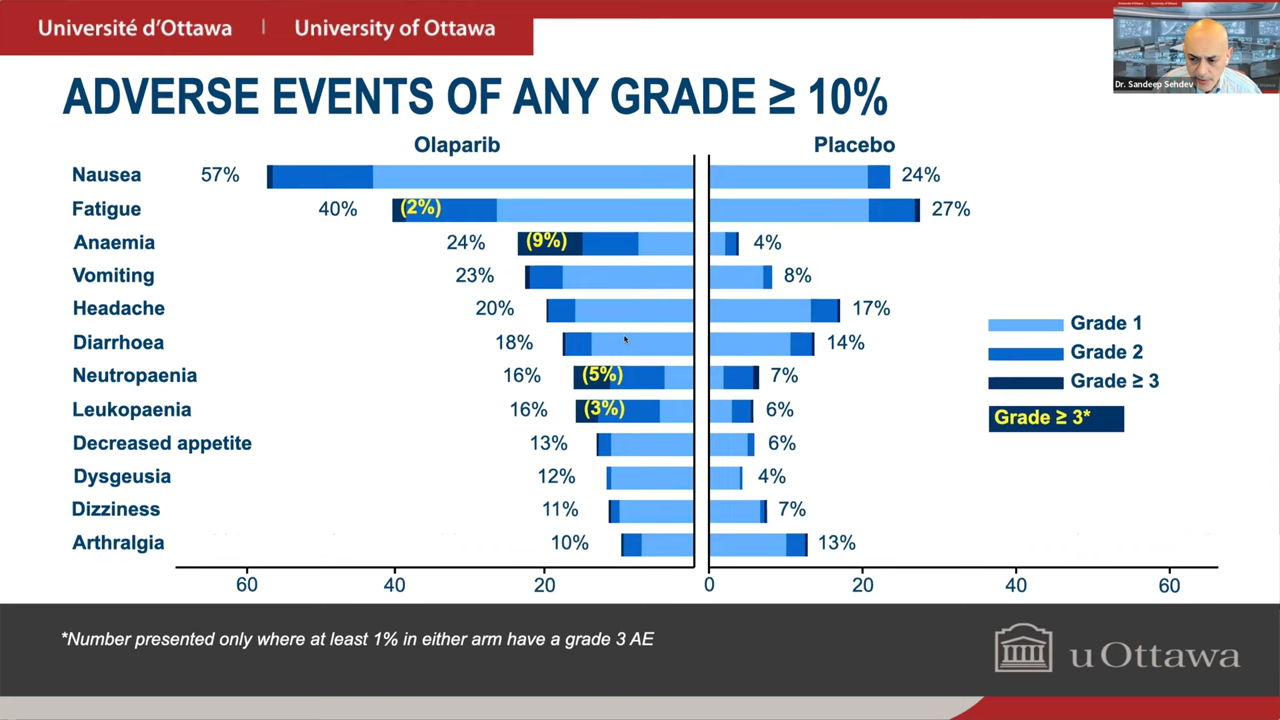 Université d'Ottawa | University of Ottawa
Dr. Sandeep Sehdev
ADVERSE EVENTS OF ANY GRADE ≥ 10%
Olaparib Placebo
Nausea 57% 24%
Fatigue 40% (2%) 27%
Anaemia 24% (9%) 4%
Vomiting 23% 8%
Headache 20% 17%
Diarrhoea 18% 14%
Neutropaenia 16% (5%) 7%
Leukopaenia 16% (3%) 6%
Decreased appetite 13% 6%
Dysgeusia 12% 4%
Dizziness 11% 7%
Arthralgia 10% 13%
60 40 20 0 20 40 60
Grade 1
Grade 2
Grade ≥ 3
Grade ≥ 3*
*Number presented only where at least 1% in either arm have a grade 3 AE
uOttawa